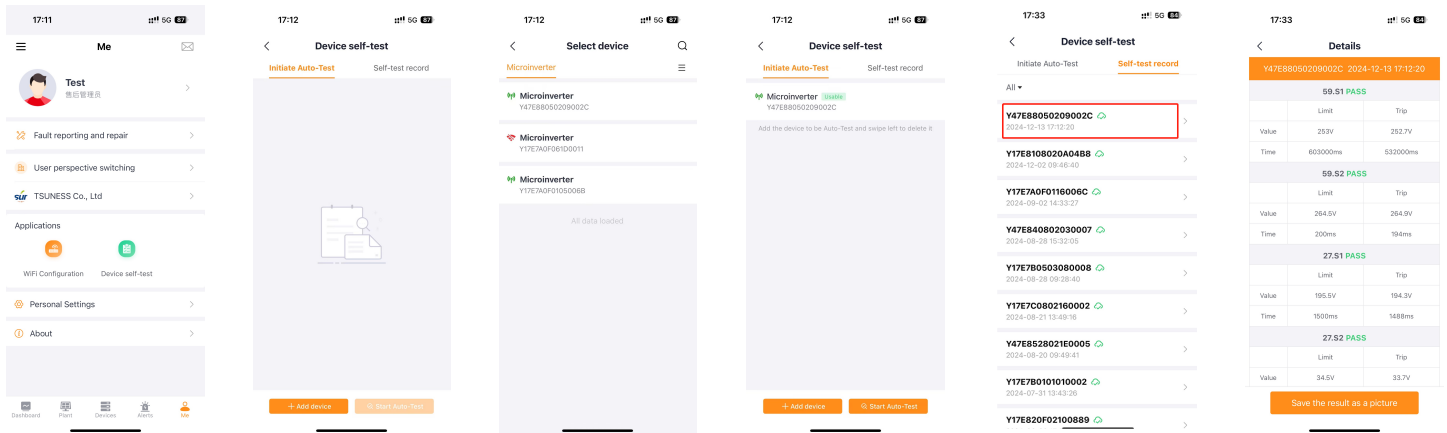 17:11
5G 87
Me
Test
售后管理员
Fault reporting and repair
User perspective switching
sur TSUNESS Co., Ltd
Applications
WiFi Configuration Device self-test
Personal Settings
About
Dashboard Plant Devices Alerts Me
17:12
5G 87
Device self-test
Initiate Auto-Test Self-test record
+ Add device Start Auto-Test
17:12
5G 87
Select device
Microinverter
Microinverter
Y47E88050209002C
Microinverter
Y17E7A0F061D0011
Microinverter
Y17E7A0F0105006B
All data loaded
17:12
5G 87
Device self-test
Initiate Auto-Test Self-test record
Microinverter Usable
Y47E88050209002C
Add the device to be Auto-Test and swipe left to delete it
+ Add device Start Auto-Test
17:33
5G 84
Device self-test
Initiate Auto-Test Self-test record
All
Y47E88050209002C
2024-12-13 17:12:20
Y17E8108020A04B8
2024-12-02 09:46:40
Y17E7A0F0116006C
2024-09-02 14:33:27
Y47E840802030007
2024-08-28 15:32:05
Y17E7B0503080008
2024-08-28 09:28:40
Y17E7C0802160002
2024-08-21 13:49:16
Y47E8528021E0005
2024-08-20 09:49:41
Y17E7B0101010002
2024-07-31 13:43:26
Y17E820F02100889
17:33
5G 84
Details
Y47E88050209002C 2024-12-13 17:12:20
59.S1 PASS
Limit Trip
Value 253V 252.7V
Time 603000ms 532000ms
59.S2 PASS
Limit Trip
Value 264.5V 264.9V
Time 200ms 194ms
27.S1 PASS
Limit Trip
Value 195.5V 194.3V
Time 1500ms 1488ms
27.S2 PASS
Limit Trip
Value 34.5V 33.7V
Save the result as a picture